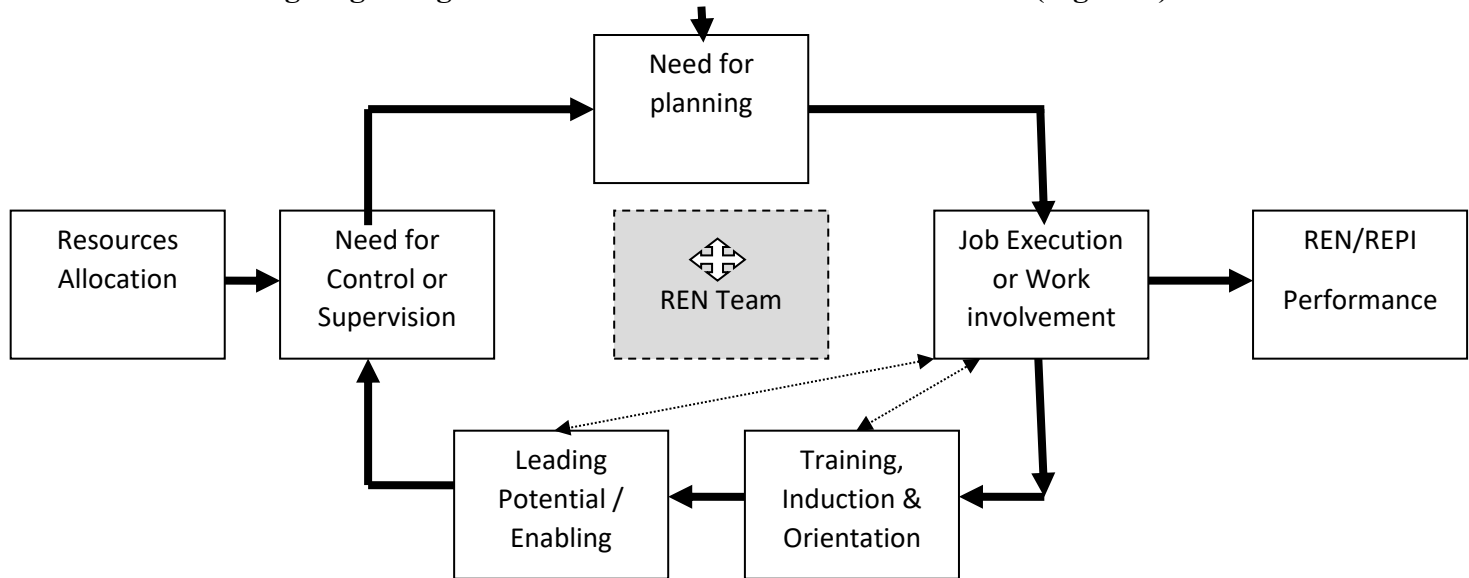 Need for
planning
Resources
Allocation
Need for
Control or
Supervision
REN Team
Job Execution
or Work
involvement
REN/REPI
Performance
Leading
Potential /
Enabling
Training,
Induction &
Orientation